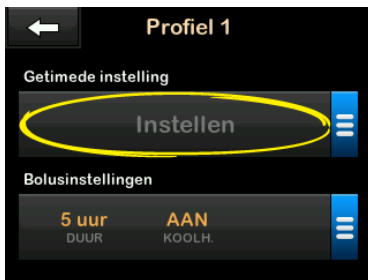 Profiel 1
Getimede instelling
Instellen
Bolusinstellingen
5 uur AAN
DUUR KOOLH.